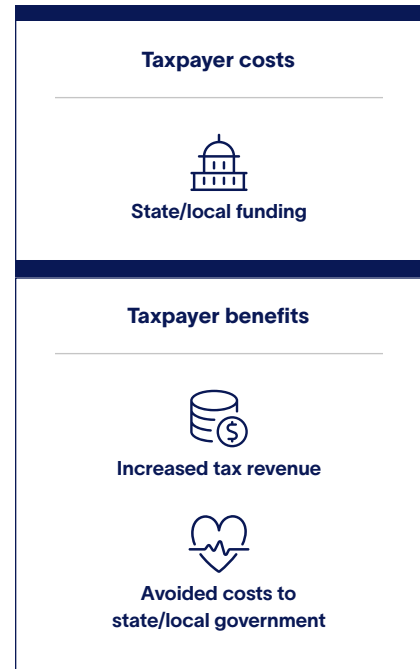 Taxpayer costs
State/local funding
Taxpayer benefits
$
Increased tax revenue
Avoided costs to
state/local government